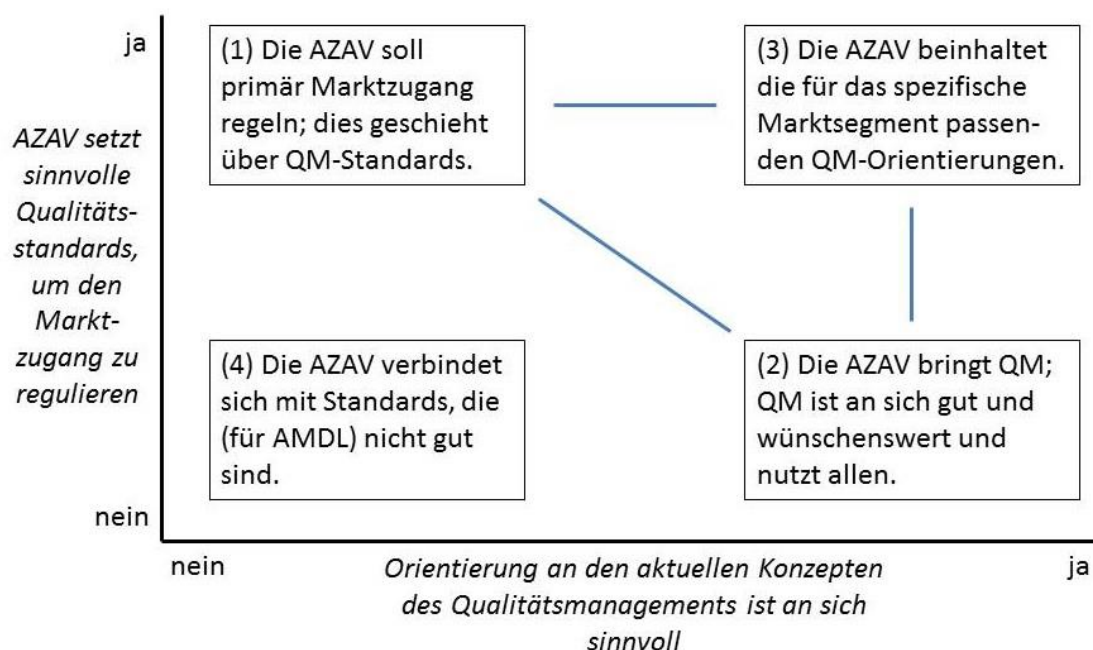 ja
AZAV setzt
sinnvolle
Qualitäts-
standards,
um den
Markt-
zugang zu
regulieren
nein
(1) Die AZAV soll
primär Marktzugang
regeln; dies geschieht
über QM-Standards.
(3) Die AZAV beinhaltet
die für das spezifische
Marktsegment passen-
den QM-Orientierungen.
(4) Die AZAV verbindet
sich mit Standards, die
(für AMDL) nicht gut
sind.
(2) Die AZAV bringt QM;
QM ist an sich gut und
wünschenswert und
nutzt allen.
nein
Orientierung an den aktuellen Konzepten
des Qualitätsmanagements ist an sich
sinnvoll
ja